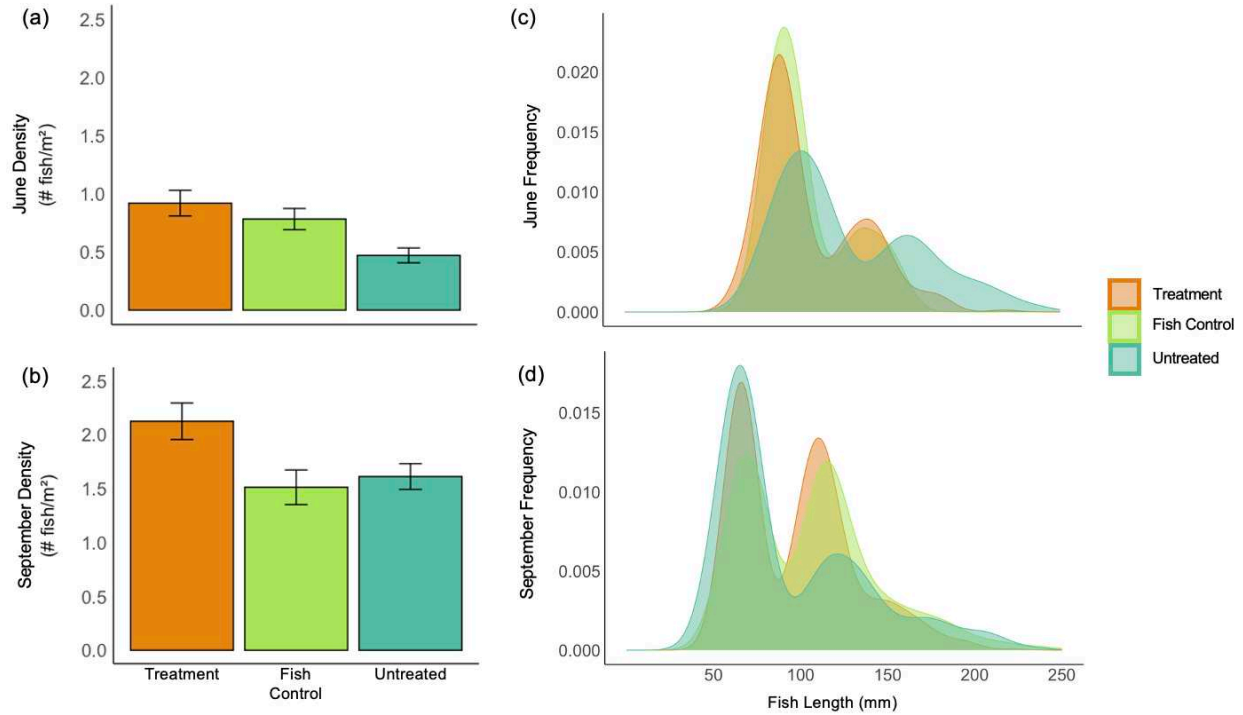 (a)
2.5
2.0
1.5
1.0
0.5
0.0
June Density
(# fish/m²)
(b)
2.5
2.0
1.5
1.0
0.5
0.0
September Density
(# fish/m²)
Treatment
Fish
Control
Untreated
(c)
0.020
0.015
0.010
0.005
0.000
June Frequency
(d)
0.015
0.010
0.005
0.000
September Frequency
50
100
150
200
250
Fish Length (mm)
Treatment
Fish Control
Untreated